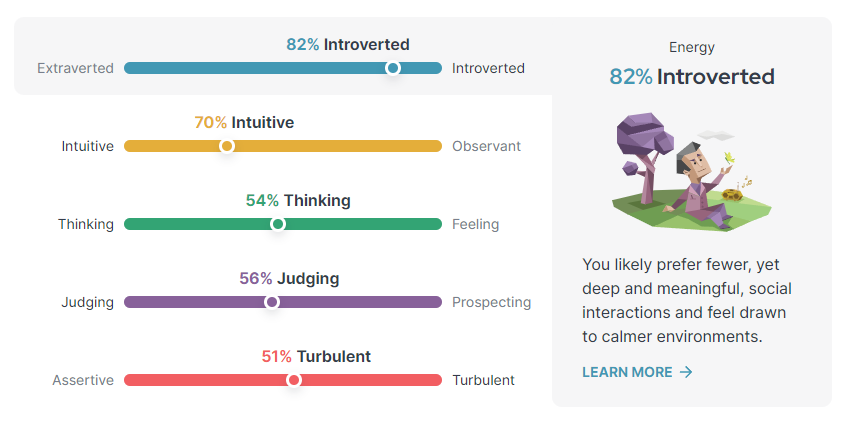 82% Introverted
Extraverted Introverted
70% Intuitive
Intuitive Observant
54% Thinking
Thinking Feeling
56% Judging
Judging Prospecting
51% Turbulent
Assertive Turbulent
Energy
82% Introverted
You likely prefer fewer, yet
deep and meaningful, social
interactions and feel drawn
to calmer environments.
LEARN MORE →